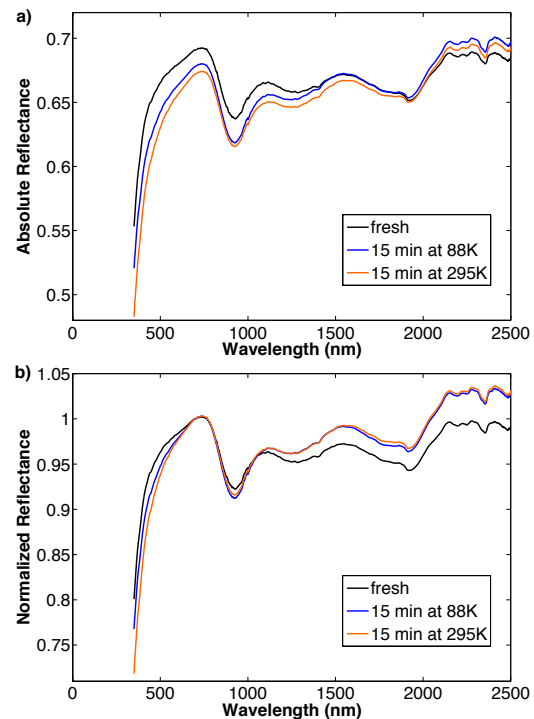 a)
0.7
0.65
0.6
0.55
0.5
Absolute Reflectance
fresh
15 min at 88K
15 min at 295K
0 500 1000 1500 2000 2500
Wavelength (nm)
b)
1.05
1
0.95
0.9
0.85
0.8
0.75
Normalized Reflectance
fresh
15 min at 88K
15 min at 295K
0 500 1000 1500 2000 2500
Wavelength (nm)